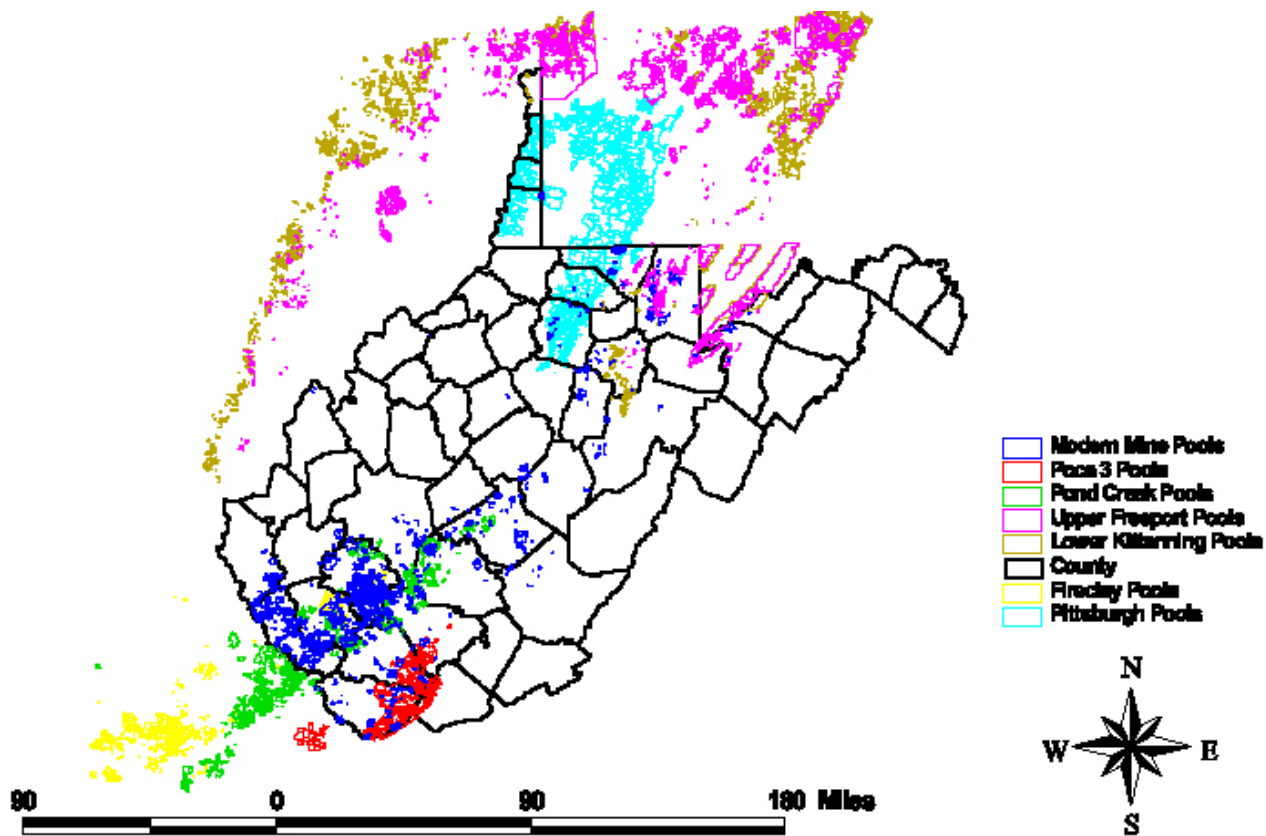 Modern Mine Pools
Poca 3 Pools
Pond Creek Pools
Upper Freeport Pools
Lower Kittanning Pools
County
Fireclay Pools
Pittsburgh Pools
N
W E
S
90 0 90 180 Miles